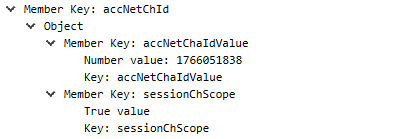 Member Key: accNetChId
Object
Member Key: accNetChaIdValue
Number value: 1766051838
Key: accNetChaIdValue
Member Key: sessionChScope
True value
Key: sessionChScope